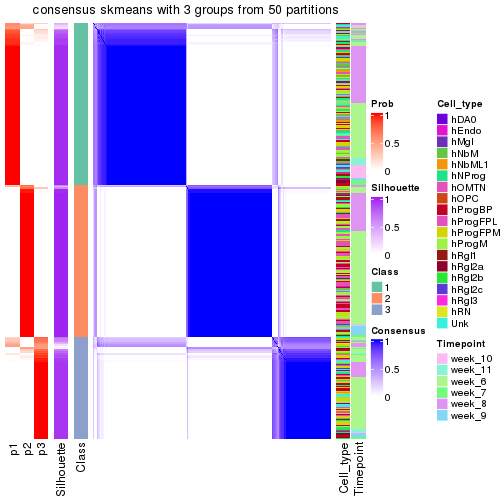 consensus skmeans with 3 groups from 50 partitions
Prob
1
0.5
0
Silhouette
1
0.5
0
Class
1
2
3
Consensus
1
0.5
0
Cell_type
hDA0
hEndo
hMgl
hNbM
hNbML1
hNProg
hOMTN
hOPC
hProgBP
hProgFPL
hProgFPM
hProgM
hRgl1
hRgl2a
hRgl2b
hRgl2c
hRgl3
hRN
Unk
Timepoint
week_10
week_11
week_6
week_7
week_8
week_9
p1
p2
p3
Silhouette
Class
Cell_type
Timepoint